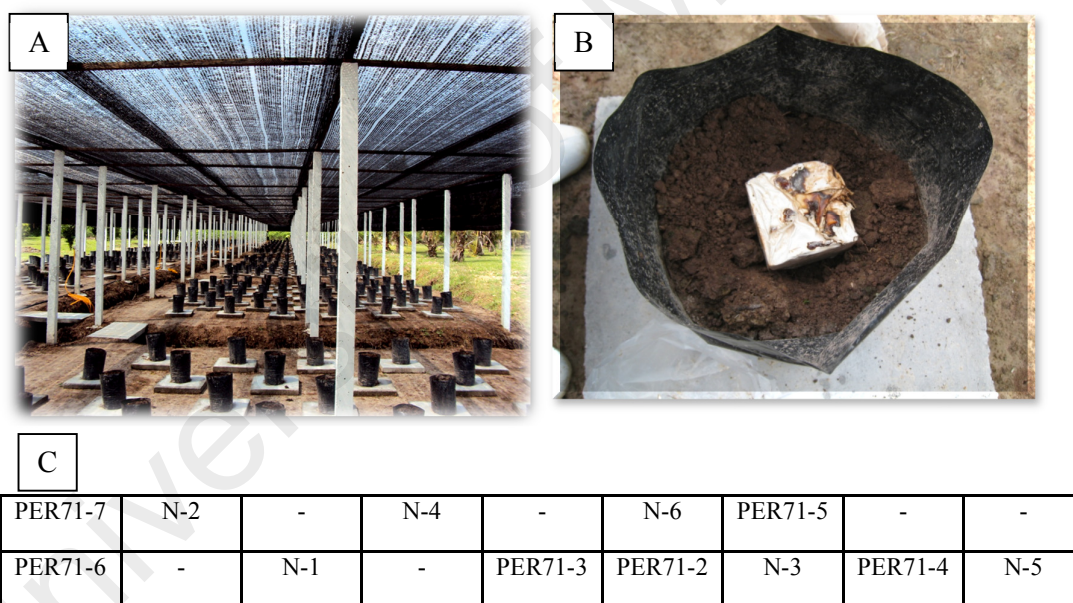 A
B
C
PER71-7 N-2 - N-4 - N-6 PER71-5 - -
PER71-6 - N-1 - PER71-3 PER71-2 N-3 PER71-4 N-5